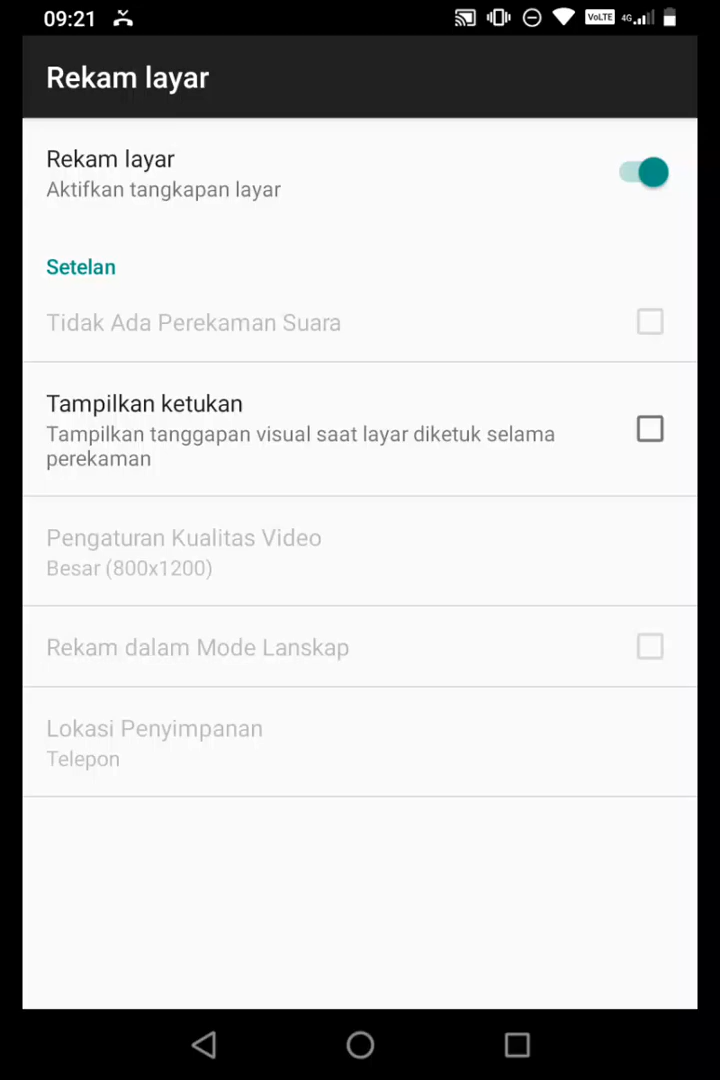 09:21
VoLTE 4G
Rekam layar
Rekam layar
Aktifkan tangkapan layar
Setelan
Tidak Ada Perekaman Suara
Tampilkan ketukan
Tampilkan tanggapan visual saat layar diketuk selama
perekaman
Pengaturan Kualitas Video
Besar (800x1200)
Rekam dalam Mode Lanskap
Lokasi Penyimpanan
Telepon